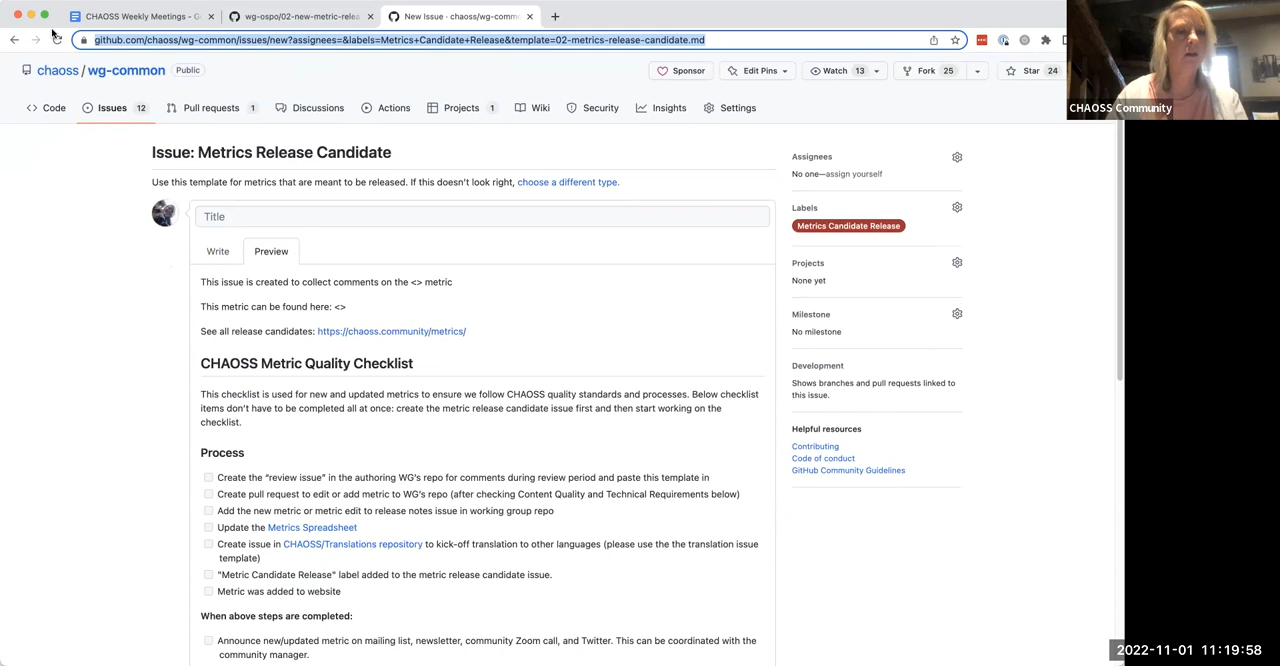 CHAOSS Weekly Meetings - G
wg-ospo/02-new-metric-relea
New Issue · chaoss/wg-comm
github.com/chaoss/wg-common/issues/new?assignees=&labels=Metrics+Candidate+Release&template=02-metrics-release-candidate.md
chaoss / wg-common Public
Sponsor Edit Pins Watch 13 Fork 25 Star 24
Code Issues 12 Pull requests 1 Discussions Actions Projects 1 Wiki Security Insights Settings
CHAOSS Community
Issue: Metrics Release Candidate
Use this template for metrics that are meant to be released. If this doesn't look right, choose a different type.
Title
Write Preview
This issue is created to collect comments on the <> metric
This metric can be found here: <>
See all release candidates: https://chaoss.community/metrics/
CHAOSS Metric Quality Checklist
This checklist is used for new and updated metrics to ensure we follow CHAOSS quality standards and processes. Below checklist
items don't have to be completed all at once: create the metric release candidate issue first and then start working on the
checklist.
Process
Create the "review issue" in the authoring WG's repo for comments during review period and paste this template in
Create pull request to edit or add metric to WG's repo (after checking Content Quality and Technical Requirements below)
Add the new metric or metric edit to release notes issue in working group repo
Update the Metrics Spreadsheet
Create issue in CHAOSS/Translations repository to kick-off translation to other languages (please use the the translation issue
template)
"Metric Candidate Release" label added to the metric release candidate issue.
Metric was added to website
When above steps are completed:
Announce new/updated metric on mailing list, newsletter, community Zoom call, and Twitter. This can be coordinated with the
community manager.
Assignees
No one—assign yourself
Labels
Metrics Candidate Release
Projects
None yet
Milestone
No milestone
Development
Shows branches and pull requests linked to
this issue.
Helpful resources
Contributing
Code of conduct
GitHub Community Guidelines
2022-11-01 11:19:58